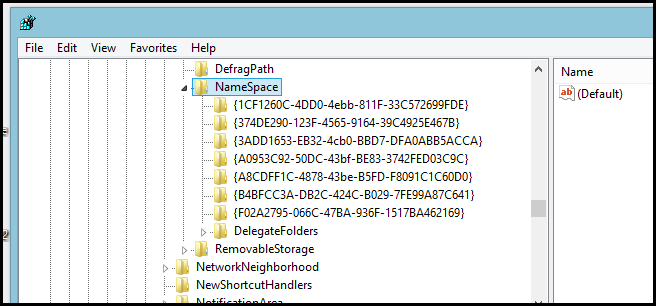 File Edit View Favorites Help
DefragPath
NameSpace
{1CF1260C-4DD0-4ebb-811F-33C572699FDE}
{374DE290-123F-4565-9164-39C4925E467B}
{3ADD1653-EB32-4cb0-BBD7-DFA0ABB5ACCA}
{A0953C92-50DC-43bf-BE83-3742FED03C9C}
{A8CDFF1C-4878-43be-B5FD-F8091C1C60D0}
{B4BFCC3A-DB2C-424C-B029-7FE99A87C641}
{F02A2795-066C-47BA-936F-1517BA462169}
DelegateFolders
RemovableStorage
NetworkNeighborhood
NewShortcutHandlers
NotificationArea
Name
ab (Default)